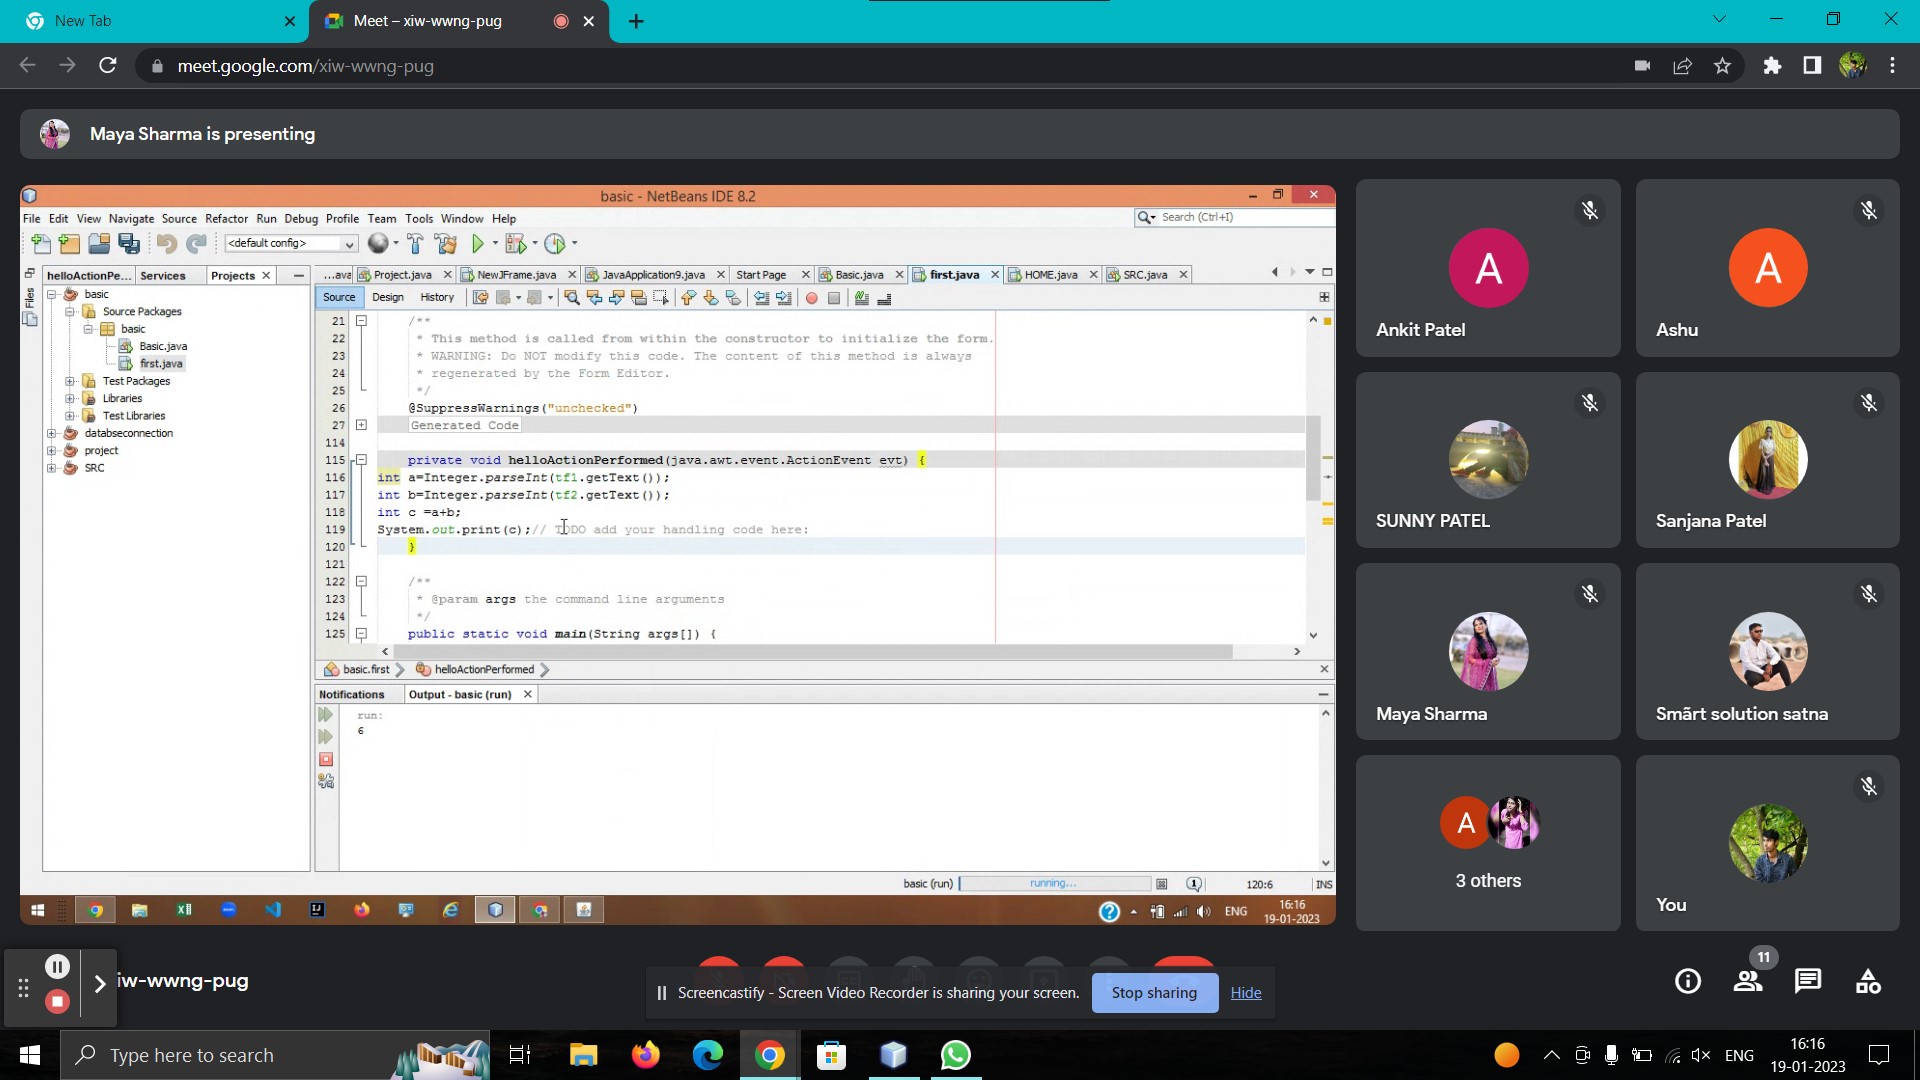 New Tab
Meet – xiw-wwng-pug
meet.google.com/xiw-wwng-pug
Maya Sharma is presenting
basic - NetBeans IDE 8.2
File Edit View Navigate Source Refactor Run Debug Profile Team Tools Window Help
Search (Ctrl+I)
<default config>
helloActionPe... Services Projects
...ava Project.java NewJFrame.java JavaApplication9.java Start Page Basic.java first.java HOME.java SRC.java
Files
Source Design History
basic
Source Packages
basic
Basic.java
first.java
Test Packages
Libraries
Test Libraries
databseconnection
project
SRC
21 /**
22 * This method is called from within the constructor to initialize the form.
23 * WARNING: Do NOT modify this code. The content of this method is always
24 * regenerated by the Form Editor.
25 */
26 @SuppressWarnings("unchecked")
27 Generated Code
114
115 private void helloActionPerformed(java.awt.event.ActionEvent evt) {
116 int a=Integer.parseInt(tf1.getText());
117 int b=Integer.parseInt(tf2.getText());
118 int c =a+b;
119 System.out.print(c);// TODO add your handling code here:
120 }
121
122 /**
123 * @param args the command line arguments
124 */
125 public static void main(String args[]) {
basic.first helloActionPerformed
Notifications Output - basic (run)
run:
6
basic (run) running... 1 120:6 INS
ENG
16:16
19-01-2023
A
Ankit Patel
A
Ashu
SUNNY PATEL
Sanjana Patel
Maya Sharma
Smãrt solution satna
A
3 others
You
iw-wwng-pug
Screencastify - Screen Video Recorder is sharing your screen.
Stop sharing
Hide
11
Type here to search
ENG
16:16
19-01-2023